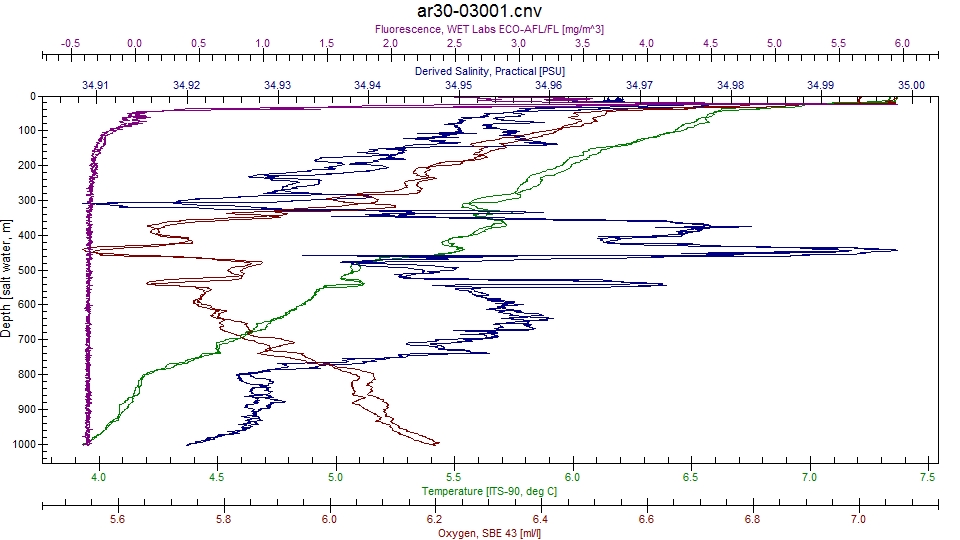 ar30-03001.cnv
Fluorescence, WET Labs ECO-AFL/FL [mg/m^3]
-0.5 0.0 0.5 1.0 1.5 2.0 2.5 3.0 3.5 4.0 4.5 5.0 5.5 6.0
Derived Salinity, Practical [PSU]
34.91 34.92 34.93 34.94 34.95 34.96 34.97 34.98 34.99 35.00
0
100
200
300
400
500
600
700
800
900
1000
Depth [salt water, m]
4.0 4.5 5.0 5.5 6.0 6.5 7.0 7.5
Temperature [ITS-90, deg C]
5.6 5.8 6.0 6.2 6.4 6.6 6.8 7.0
Oxygen, SBE 43 [ml/l]